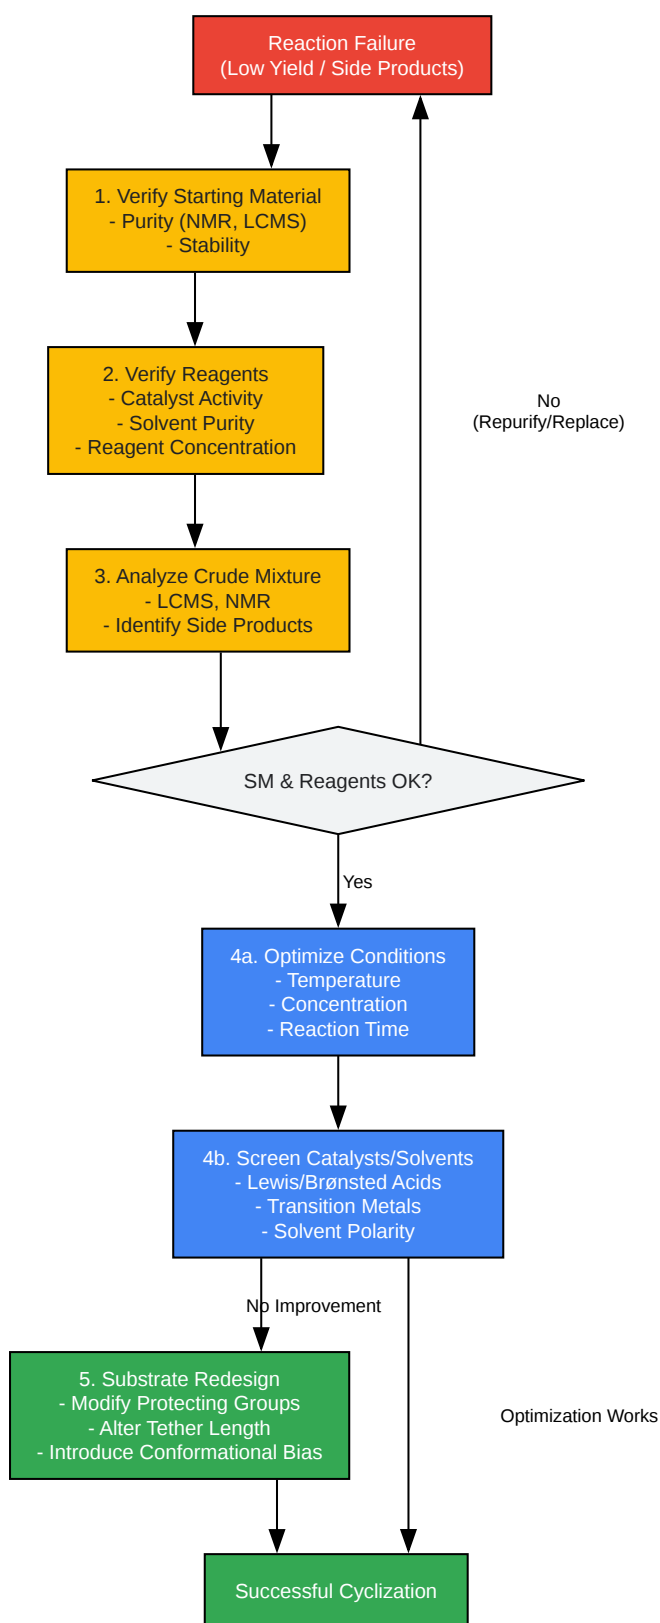 Reaction Failure
(Low Yield / Side Products)
1. Verify Starting Material
- Purity (NMR, LCMS)
- Stability
2. Verify Reagents
- Catalyst Activity
- Solvent Purity
- Reagent Concentration
No
(Repurify/Replace)
3. Analyze Crude Mixture
- LCMS, NMR
- Identify Side Products
SM & Reagents OK?
Yes
4a. Optimize Conditions
- Temperature
- Concentration
- Reaction Time
4b. Screen Catalysts/Solvents
- Lewis/Brønsted Acids
- Transition Metals
- Solvent Polarity
No Improvement
5. Substrate Redesign
- Modify Protecting Groups
- Alter Tether Length
- Introduce Conformational Bias
Optimization Works
Successful Cyclization